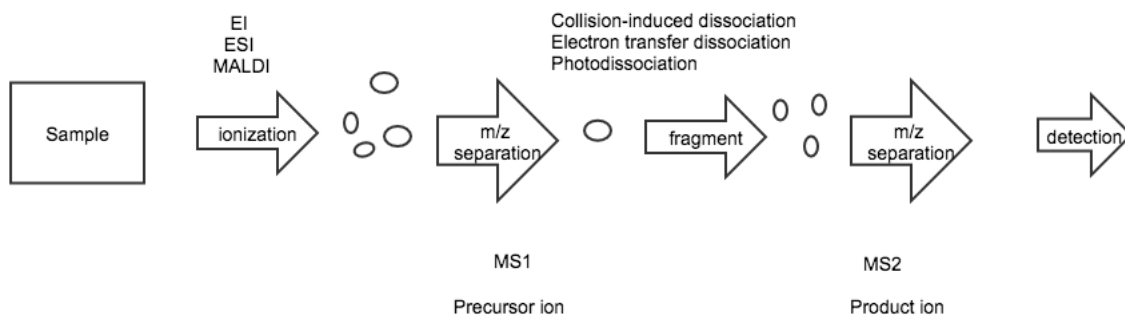 EI
ESI
MALDI
Collision-induced dissociation
Electron transfer dissociation
Photodissociation
Sample
ionization
m/z
separation
fragment
m/z
separation
detection
MS1
MS2
Precursor ion
Product ion